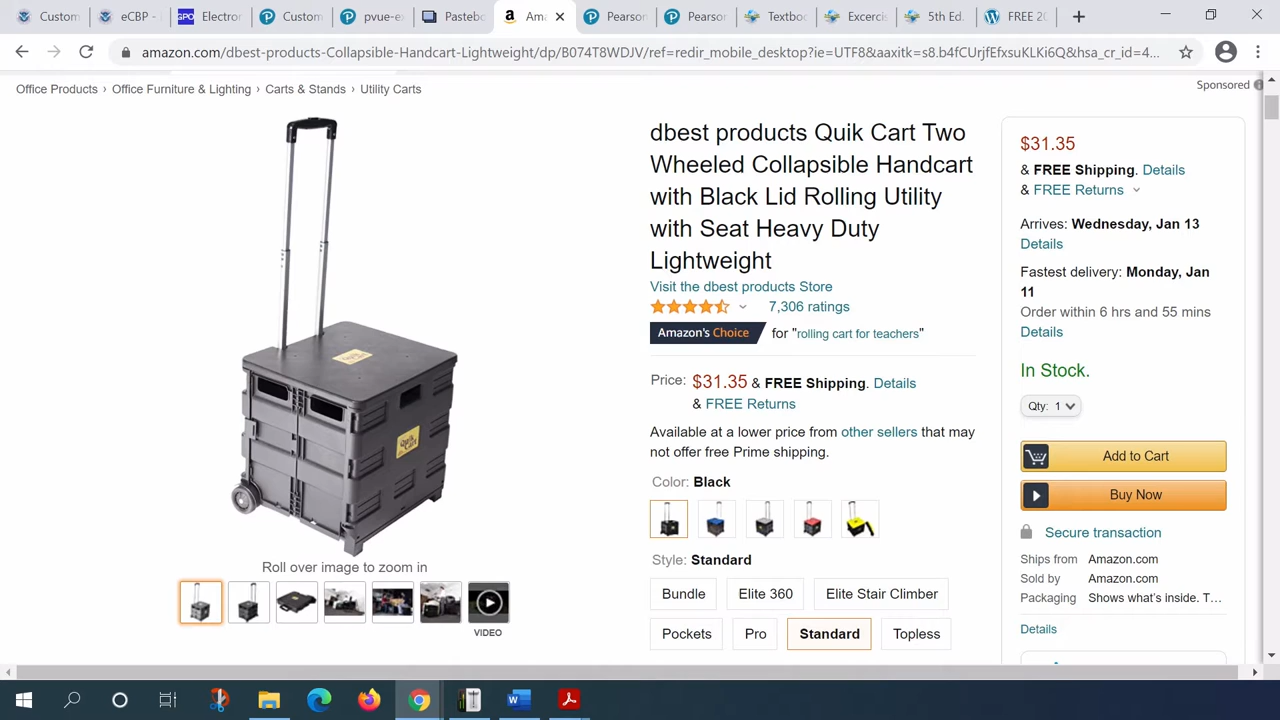 Custom
eCBP -
GPO
Electron
Custom
pvue-e
Pastebo
Ama
Pearson
Pearson
Textboo
Excercis
5th Ed.
FREE 20
amazon.com/dbest-products-Collapsible-Handcart-Lightweight/dp/B074T8WDJV/ref=redir_mobile_desktop?ie=UTF8&aaxitk=s8.b4fCUrjfEfxsuKLKi6Q&hsa_cr_id=4...
Office Products › Office Furniture & Lighting › Carts & Stands › Utility Carts
Sponsored
dbest products Quik Cart Two
Wheeled Collapsible Handcart
with Black Lid Rolling Utility
with Seat Heavy Duty
Lightweight
Visit the dbest products Store
7,306 ratings
Amazon's Choice for "rolling cart for teachers"
Price: $31.35 & FREE Shipping. Details
& FREE Returns
Available at a lower price from other sellers that may
not offer free Prime shipping.
Color: Black
Style: Standard
Bundle
Elite 360
Elite Stair Climber
Pockets
Pro
Standard
Topless
Quik Cart
Roll over image to zoom in
VIDEO
$31.35
& FREE Shipping. Details
& FREE Returns
Arrives: Wednesday, Jan 13
Details
Fastest delivery: Monday, Jan
11
Order within 6 hrs and 55 mins
Details
In Stock.
Qty: 1
Add to Cart
Buy Now
Secure transaction
Ships from Amazon.com
Sold by Amazon.com
Packaging Shows what's inside. T...
Details